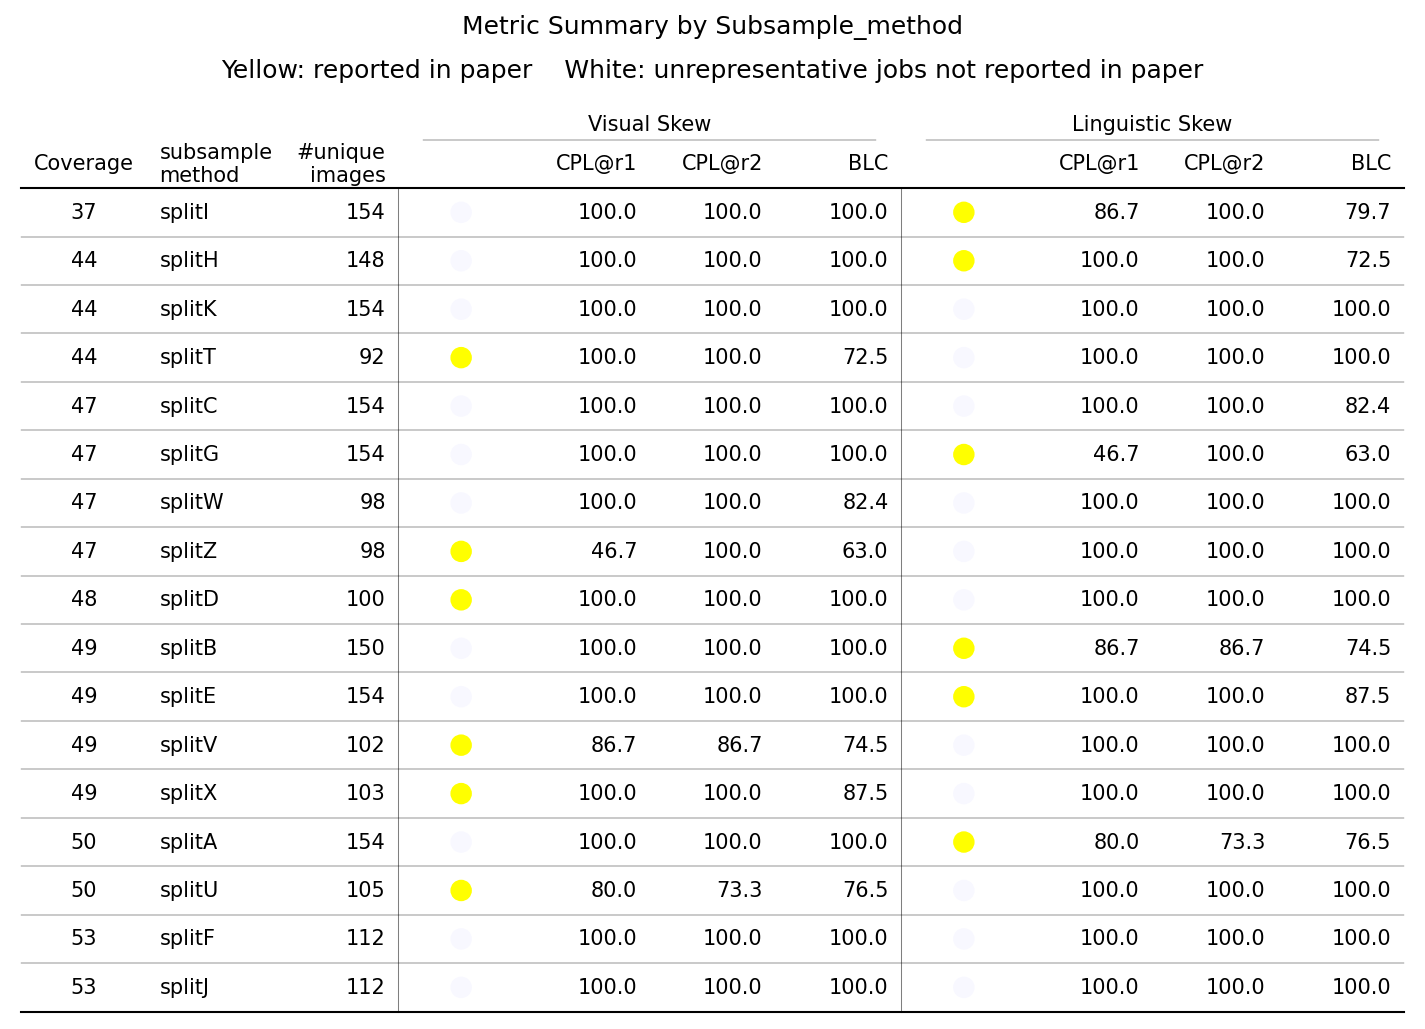 Metric Summary by Subsample_method
Yellow: reported in paper    White: unrepresentative jobs not reported in paper
Visual Skew Linguistic Skew
Coverage subsample method #unique images CPL@r1 CPL@r2 BLC CPL@r1 CPL@r2 BLC
37 splitI 154 100.0 100.0 100.0 86.7 100.0 79.7
44 splitH 148 100.0 100.0 100.0 100.0 100.0 72.5
44 splitK 154 100.0 100.0 100.0 100.0 100.0 100.0
44 splitT 92 100.0 100.0 72.5 100.0 100.0 100.0
47 splitC 154 100.0 100.0 100.0 100.0 100.0 82.4
47 splitG 154 100.0 100.0 100.0 46.7 100.0 63.0
47 splitW 98 100.0 100.0 82.4 100.0 100.0 100.0
47 splitZ 98 46.7 100.0 63.0 100.0 100.0 100.0
48 splitD 100 100.0 100.0 100.0 100.0 100.0 100.0
49 splitB 150 100.0 100.0 100.0 86.7 86.7 74.5
49 splitE 154 100.0 100.0 100.0 100.0 100.0 87.5
49 splitV 102 86.7 86.7 74.5 100.0 100.0 100.0
49 splitX 103 100.0 100.0 87.5 100.0 100.0 100.0
50 splitA 154 100.0 100.0 100.0 80.0 73.3 76.5
50 splitU 105 80.0 73.3 76.5 100.0 100.0 100.0
53 splitF 112 100.0 100.0 100.0 100.0 100.0 100.0
53 splitJ 112 100.0 100.0 100.0 100.0 100.0 100.0